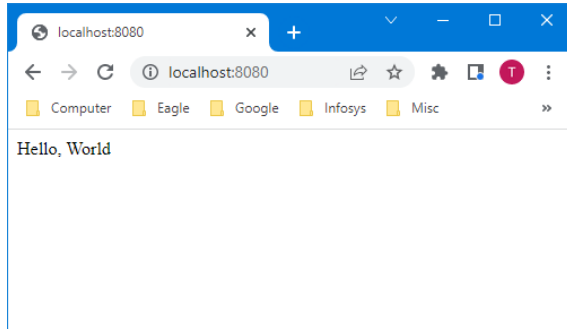 localhost:8080
localhost:8080
T
Computer Eagle Google Infosys Misc »
Hello, World